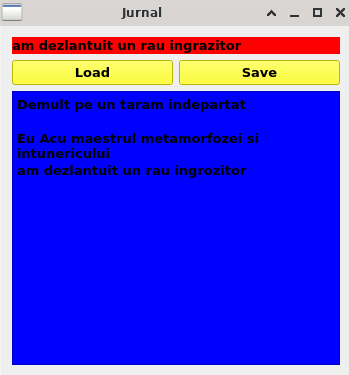 Jurnal
am dezlantuit un rau ingrazitor
Load Save
Demult pe un taram indepartat
Eu Acu maestrul metamorfozei si
intunericului
am dezlantuit un rau ingrozitor